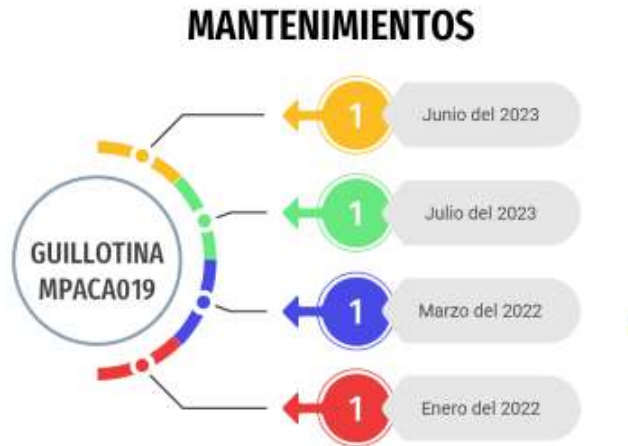 MANTENIMIENTOS
1 Junio del 2023
1 Julio del 2023
GUILLOTINA
MPACA019
1 Marzo del 2022
1 Enero del 2022